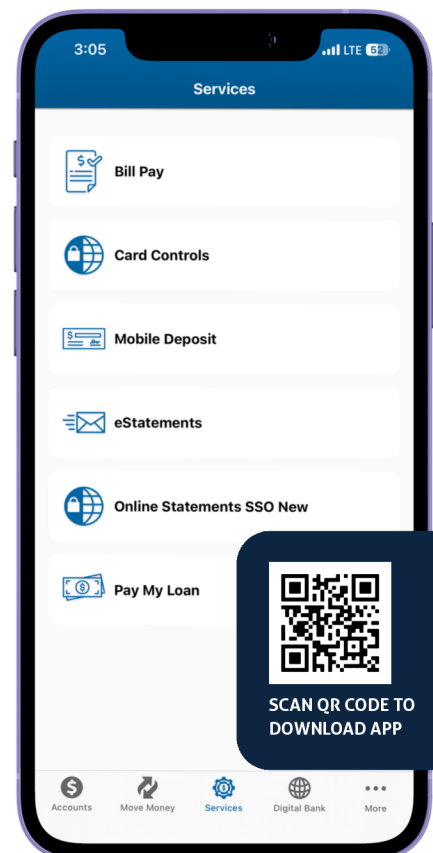 3:05
LTE 52
Services
Bill Pay
Card Controls
Mobile Deposit
eStatements
Online Statements SSO New
Pay My Loan
SCAN QR CODE TO
DOWNLOAD APP
Accounts Move Money Services Digital Bank More